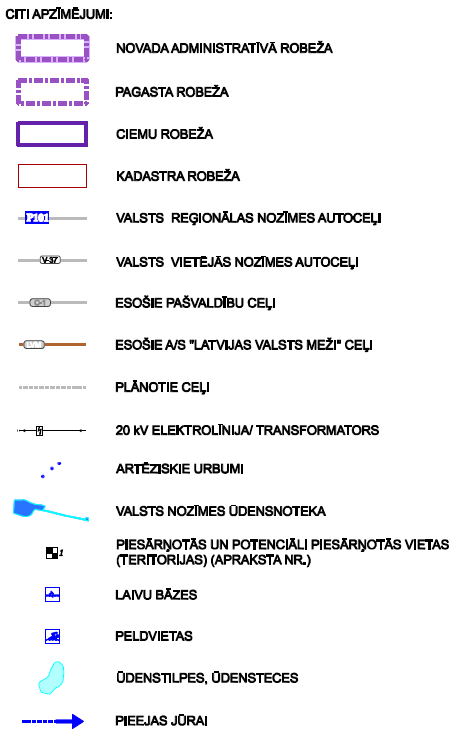 CITI APZĪMĒJUMI:
NOVADA ADMINISTRATĪVĀ ROBEŽA
PAGASTA ROBEŽA
CIEMU ROBEŽA
KADASTRA ROBEŽA
P101 VALSTS REĢIONĀLAS NOZĪMES AUTOCEĻI
V-37 VALSTS VIETĒJĀS NOZĪMES AUTOCEĻI
C-1 ESOŠIE PAŠVALDĪBU CEĻI
LVM ESOŠIE A/S "LATVIJAS VALSTS MEŽI" CEĻI
PLĀNOTIE CEĻI
20 kV ELEKTROLĪNIJA/ TRANSFORMATORS
ARTĒZISKIE URBUMI
VALSTS NOZĪMES ŪDENSNOTEKA
1 PIESĀRŅOTĀS UN POTENCIĀLI PIESĀRŅOTĀS VIETAS
(TERITORIJAS) (APRAKSTA NR.)
LAIVU BĀZES
PELDVIETAS
ŪDENSTILPES, ŪDENSTECES
PIEEJAS JŪRAI